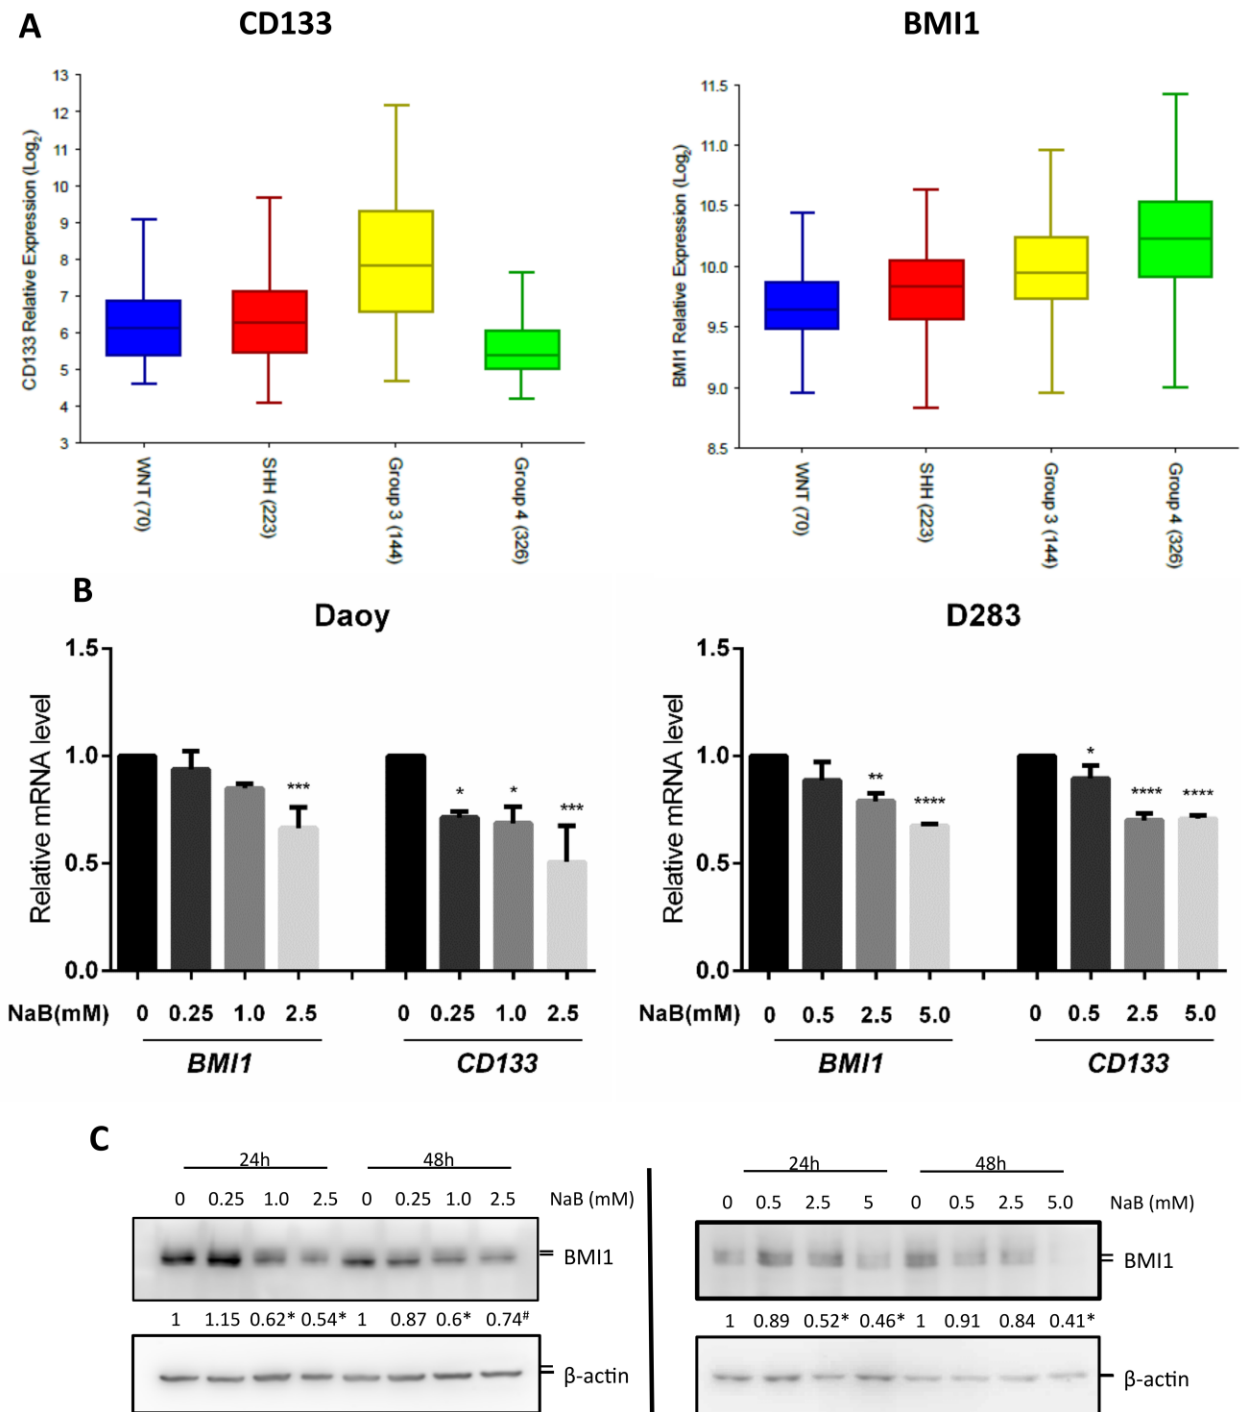 A
CD133
BMI1
CD133 Relative Expression (Log2)
13
12
11
10
9
8
7
6
5
4
3
WNT (70)
SHH (223)
Group 3 (144)
Group 4 (326)
BMI1 Relative Expression (Log2)
11.5
11.0
10.5
10.0
9.5
9.0
8.5
WNT (70)
SHH (223)
Group 3 (144)
Group 4 (326)
B
Daoy
Relative mRNA level
1.5
1.0
0.5
0.0
***
*
*
***
NaB(mM) 0 0.25 1.0 2.5 0 0.25 1.0 2.5
BMI1 CD133
D283
Relative mRNA level
1.5
1.0
0.5
0.0
**
****
*
****
****
NaB(mM) 0 0.5 2.5 5.0 0 0.5 2.5 5.0
BMI1 CD133
C
24h 48h
0 0.25 1.0 2.5 0 0.25 1.0 2.5 NaB (mM)
BMI1
1 1.15 0.62* 0.54* 1 0.87 0.6* 0.74#
β-actin
24h 48h
0 0.5 2.5 5 0 0.5 2.5 5.0 NaB (mM)
BMI1
1 0.89 0.52* 0.46* 1 0.91 0.84 0.41*
β-actin